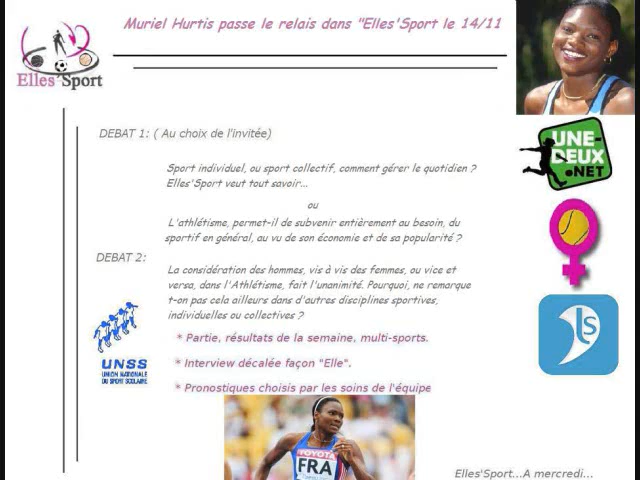 Muriel Hurtis passe le relais dans "Elles'Sport le 14/11
Elles'Sport
DEBAT 1: ( Au choix de l'invitée)
Sport individuel, ou sport collectif, comment gérer le quotidien ?
Elles'Sport veut tout savoir...
ou
L'athlétisme, permet-il de subvenir entièrement au besoin, du
sportif en général, au vu de son économie et de sa popularité ?
DEBAT 2:
La considération des hommes, vis à vis des femmes, ou vice et
versa, dans l'Athlétisme, fait l'unanimité. Pourquoi, ne remarque
t-on pas cela ailleurs dans d'autres disciplines sportives,
individuelles ou collectives ?
* Partie, résultats de la semaine, multi-sports.
* Interview décalée façon "Elle".
* Pronostiques choisis par les soins de l'équipe
UNE-
DEUX
.NET
ls
UNSS
UNION NATIONALE
DU SPORT SCOLAIRE
TOYOTA
FRA
Elles'Sport...A mercredi...